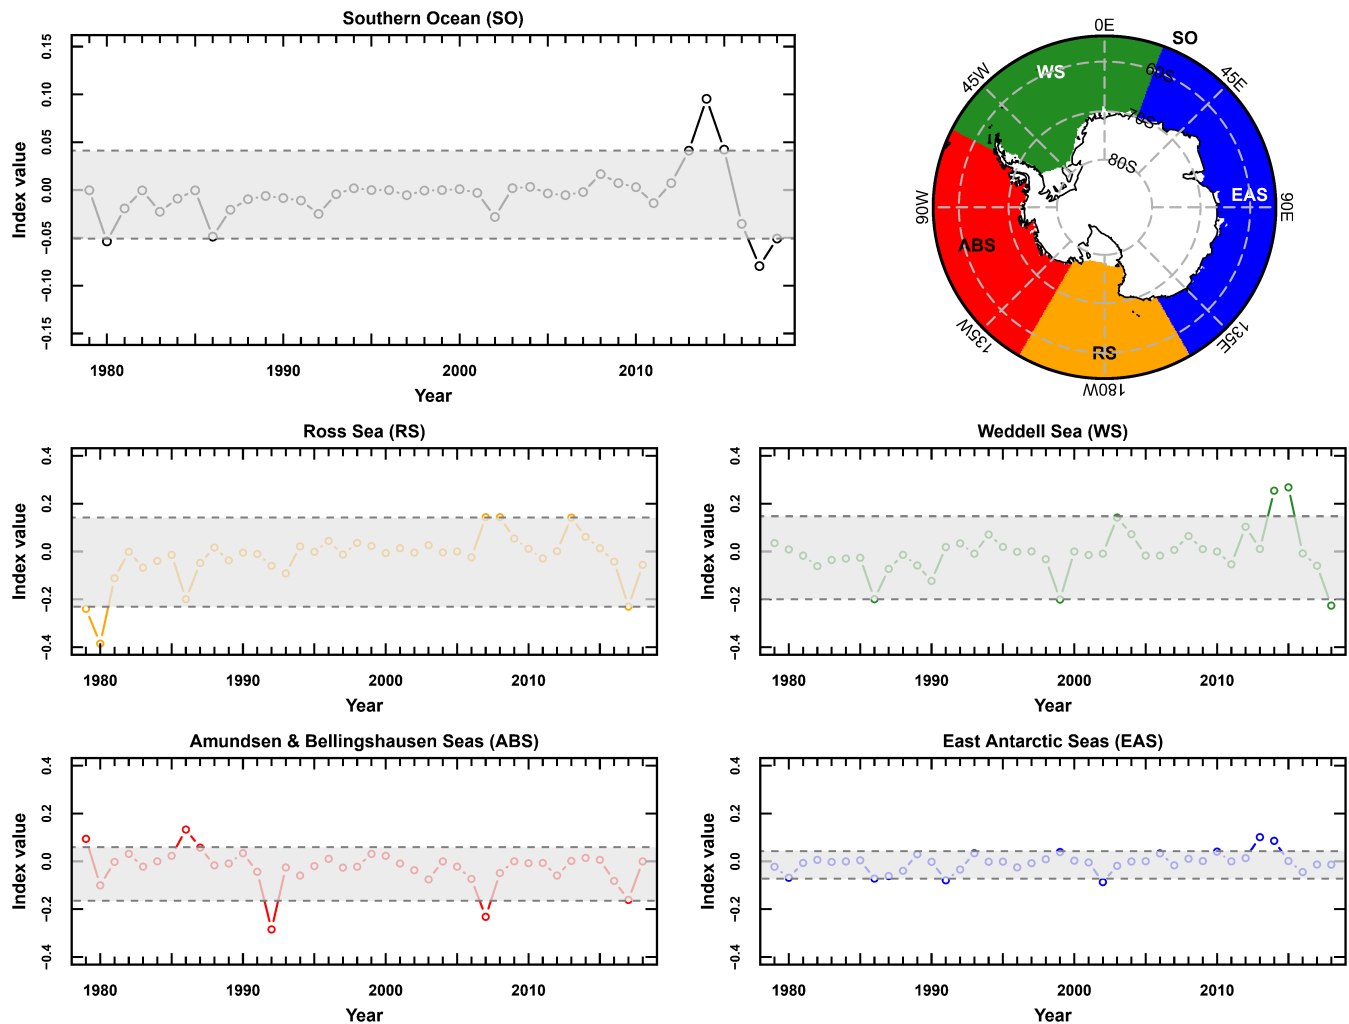 Southern Ocean (SO)
Index value
0.15
0.10
0.05
0.00
−0.05
−0.10
−0.15
1980 1990 2000 2010
Year
0E
SO
45W
WS
60S
45E
70S
80S
90W
EAS
90E
ABS
135W
RS
135E
180W
Ross Sea (RS)
Index value
0.4
0.2
0.0
−0.2
−0.4
1980 1990 2000 2010
Year
Weddell Sea (WS)
Index value
0.4
0.2
0.0
−0.2
−0.4
1980 1990 2000 2010
Year
Amundsen & Bellingshausen Seas (ABS)
Index value
0.4
0.2
0.0
−0.2
−0.4
1980 1990 2000 2010
Year
East Antarctic Seas (EAS)
Index value
0.4
0.2
0.0
−0.2
−0.4
1980 1990 2000 2010
Year